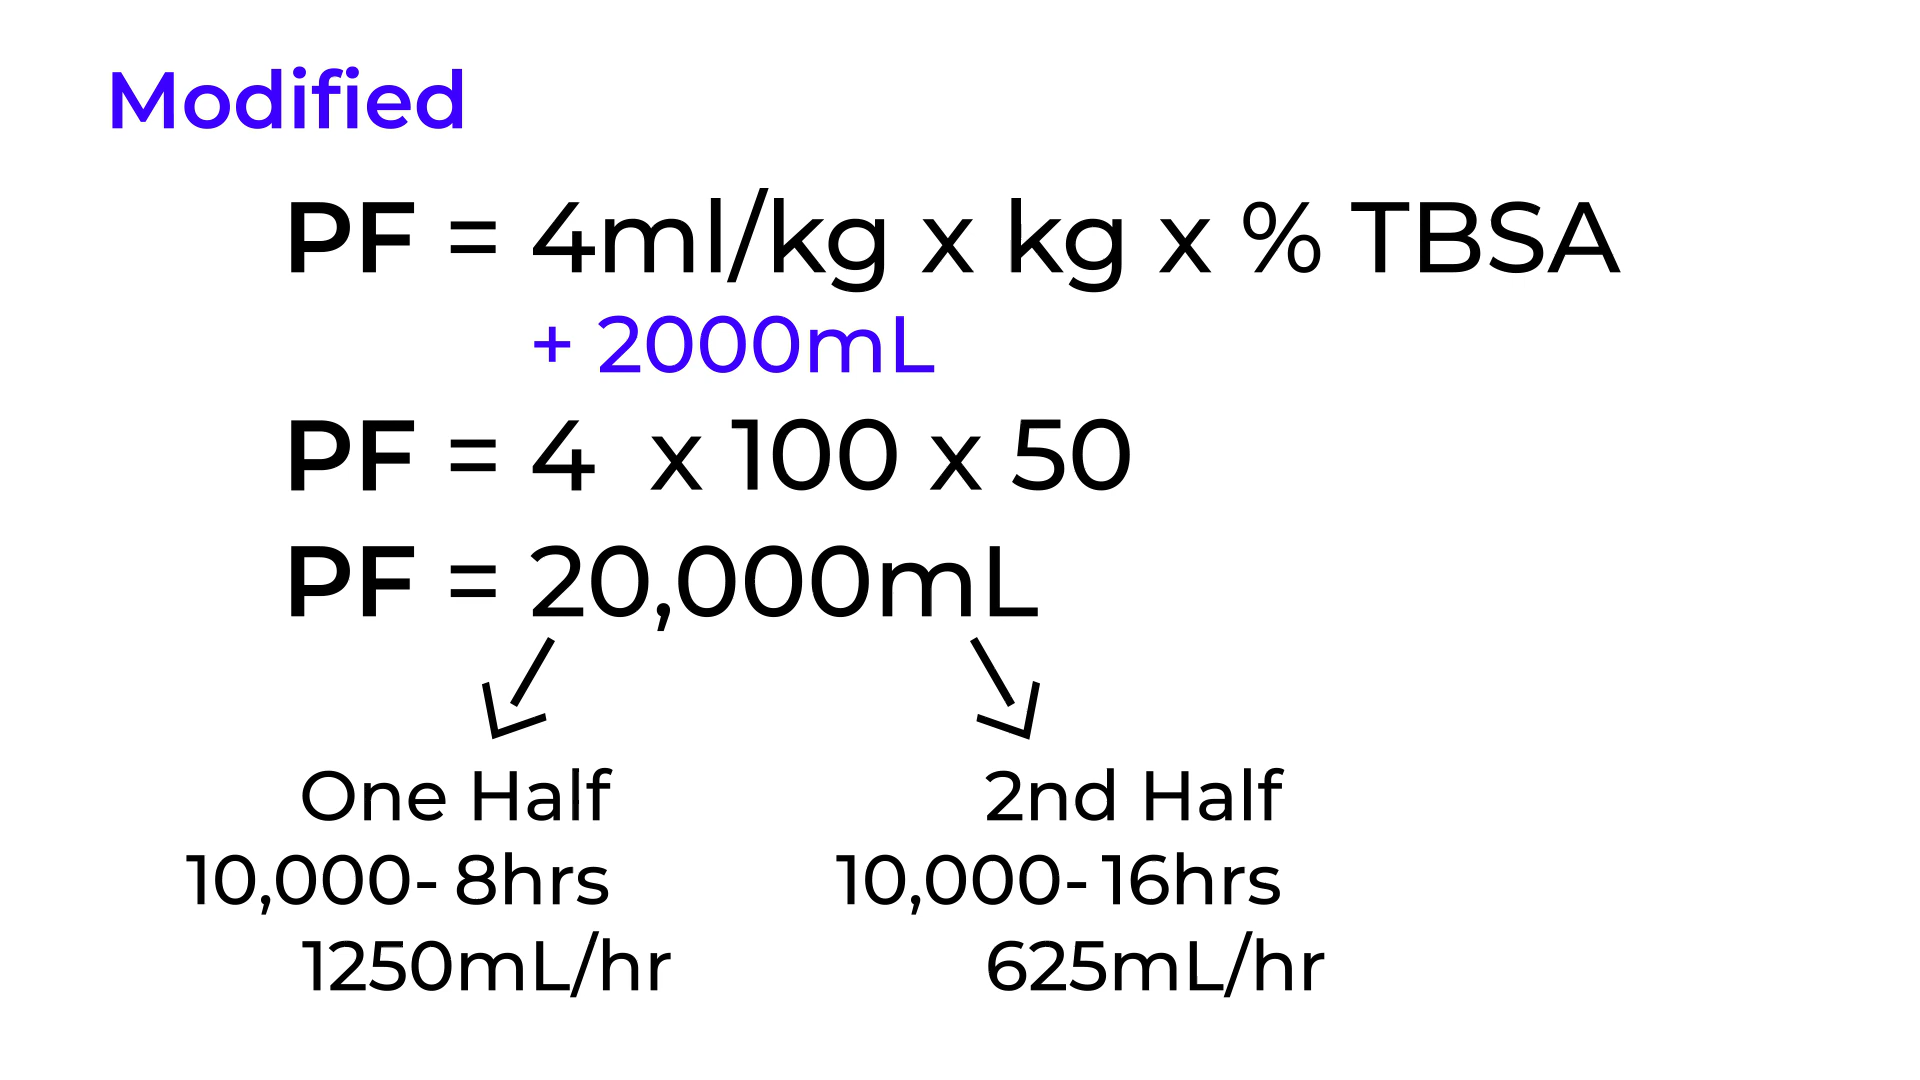 Modified
PF = 4ml/kg x kg x % TBSA
+ 2000mL
PF = 4 x 100 x 50
PF = 20,000mL
One Half
10,000- 8hrs
1250mL/hr
2nd Half
10,000- 16hrs
625mL/hr